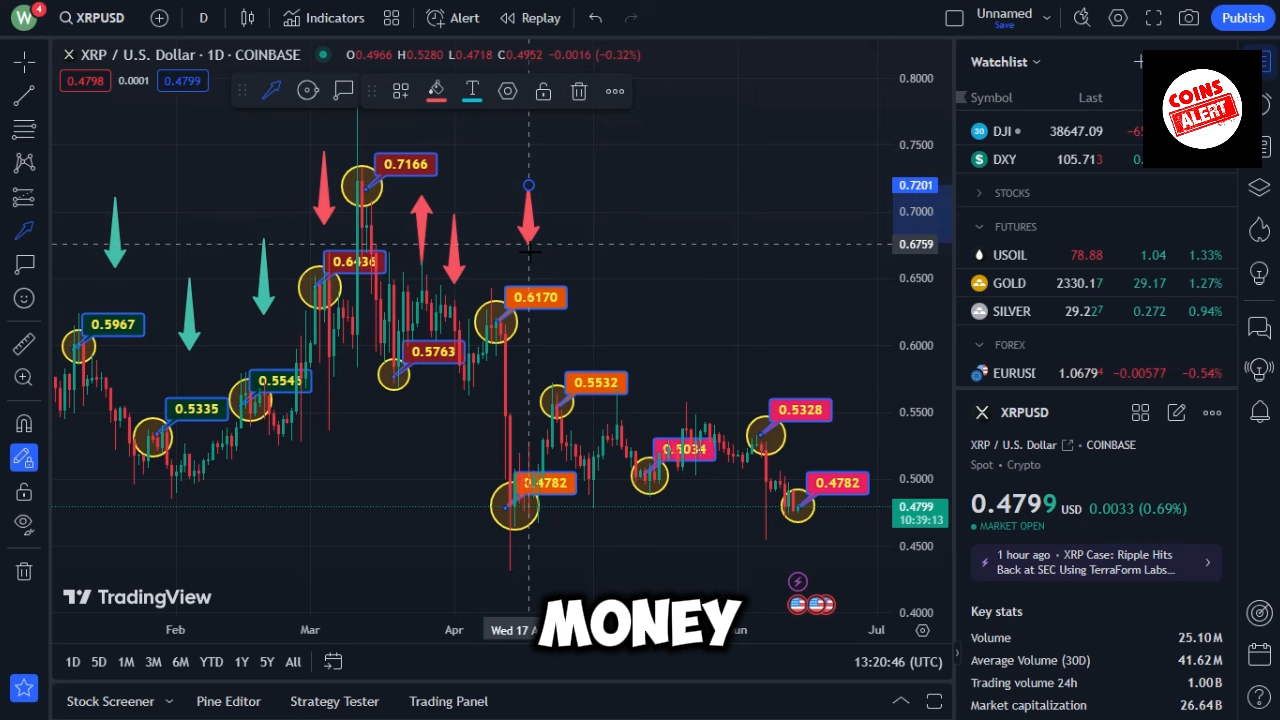 W 4 XRPUSD D Indicators Alert Replay Unnamed Save Publish
XRP / U.S. Dollar · 1D · COINBASE O0.4966 H0.5280 L0.4718 C0.4952 −0.0016 (−0.32%)
0.4798 0.0001 0.4799
T
0.7166
0.6436
0.5967
0.6170
0.5763
0.5545
0.5335
0.5532
0.5328
0.5034
0.4782
0.4782
0.8000
0.7500
0.7201
0.7000
0.6759
0.6500
0.6000
0.5500
0.5000
0.4799
10:39:13
0.4500
0.4000
TradingView
MONEY
Feb Mar Apr Wed 17 Jul
1D 5D 1M 3M 6M YTD 1Y 5Y All 13:20:46 (UTC)
Stock Screener Pine Editor Strategy Tester Trading Panel
Watchlist
COINS
ALERT
Symbol Last
30 DJI 38647.09
$ DXY 105.713
STOCKS
FUTURES
USOIL 78.88 1.04 1.33%
GOLD 2330.17 29.17 1.27%
SILVER 29.227 0.272 0.94%
FOREX
EURUSI 1.0679⁴ −0.00577 −0.54%
XRPUSD
XRP / U.S. Dollar COINBASE
Spot • Crypto
0.4799 USD 0.0033 (0.69%)
MARKET OPEN
1 hour ago • XRP Case: Ripple Hits
Back at SEC Using TerraForm Labs...
Key stats
Volume 25.10M
Average Volume (30D) 41.62M
Trading volume 24h 1.00B
Market capitalization 26.64B